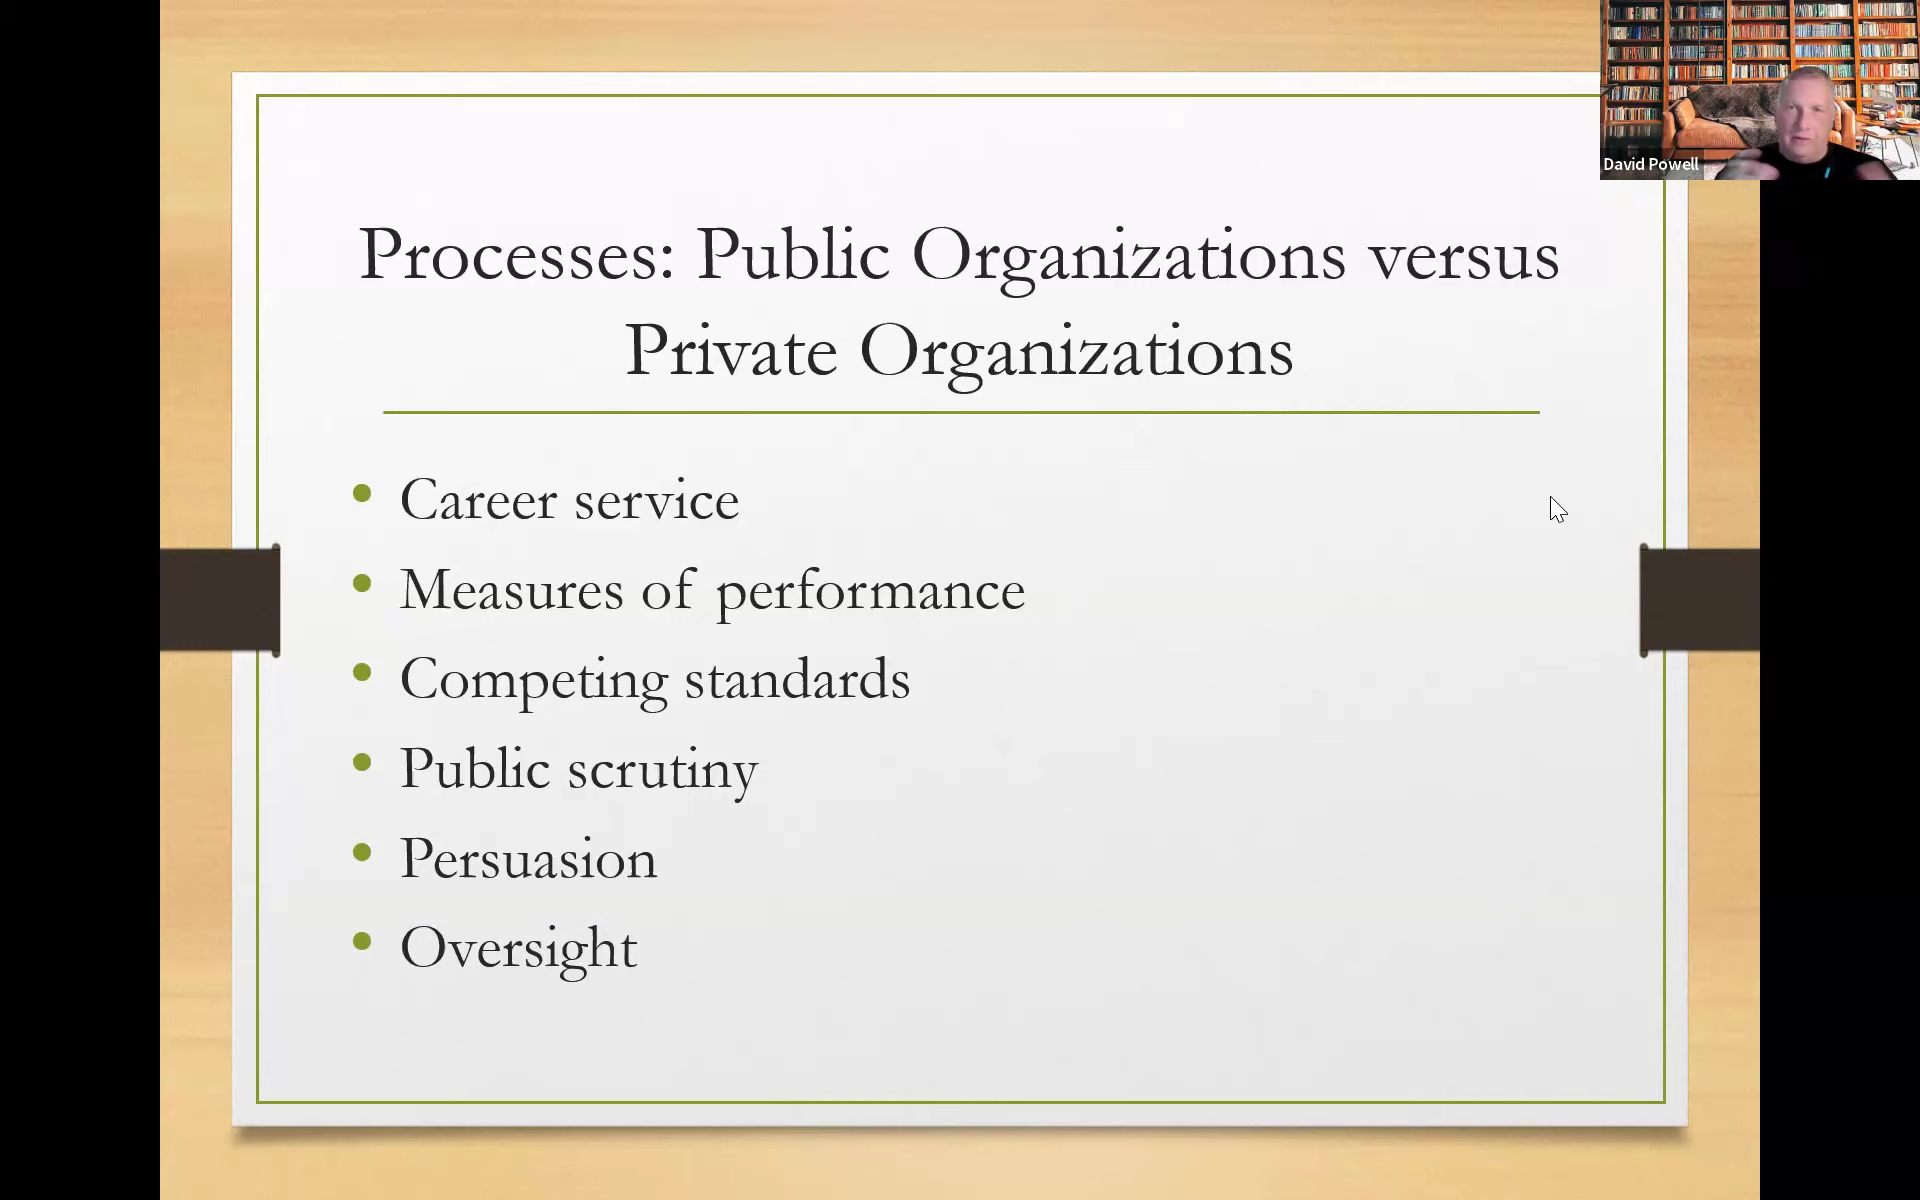 David Powell
Processes: Public Organizations versus
Private Organizations
• Career service
• Measures of performance
• Competing standards
• Public scrutiny
• Persuasion
• Oversight